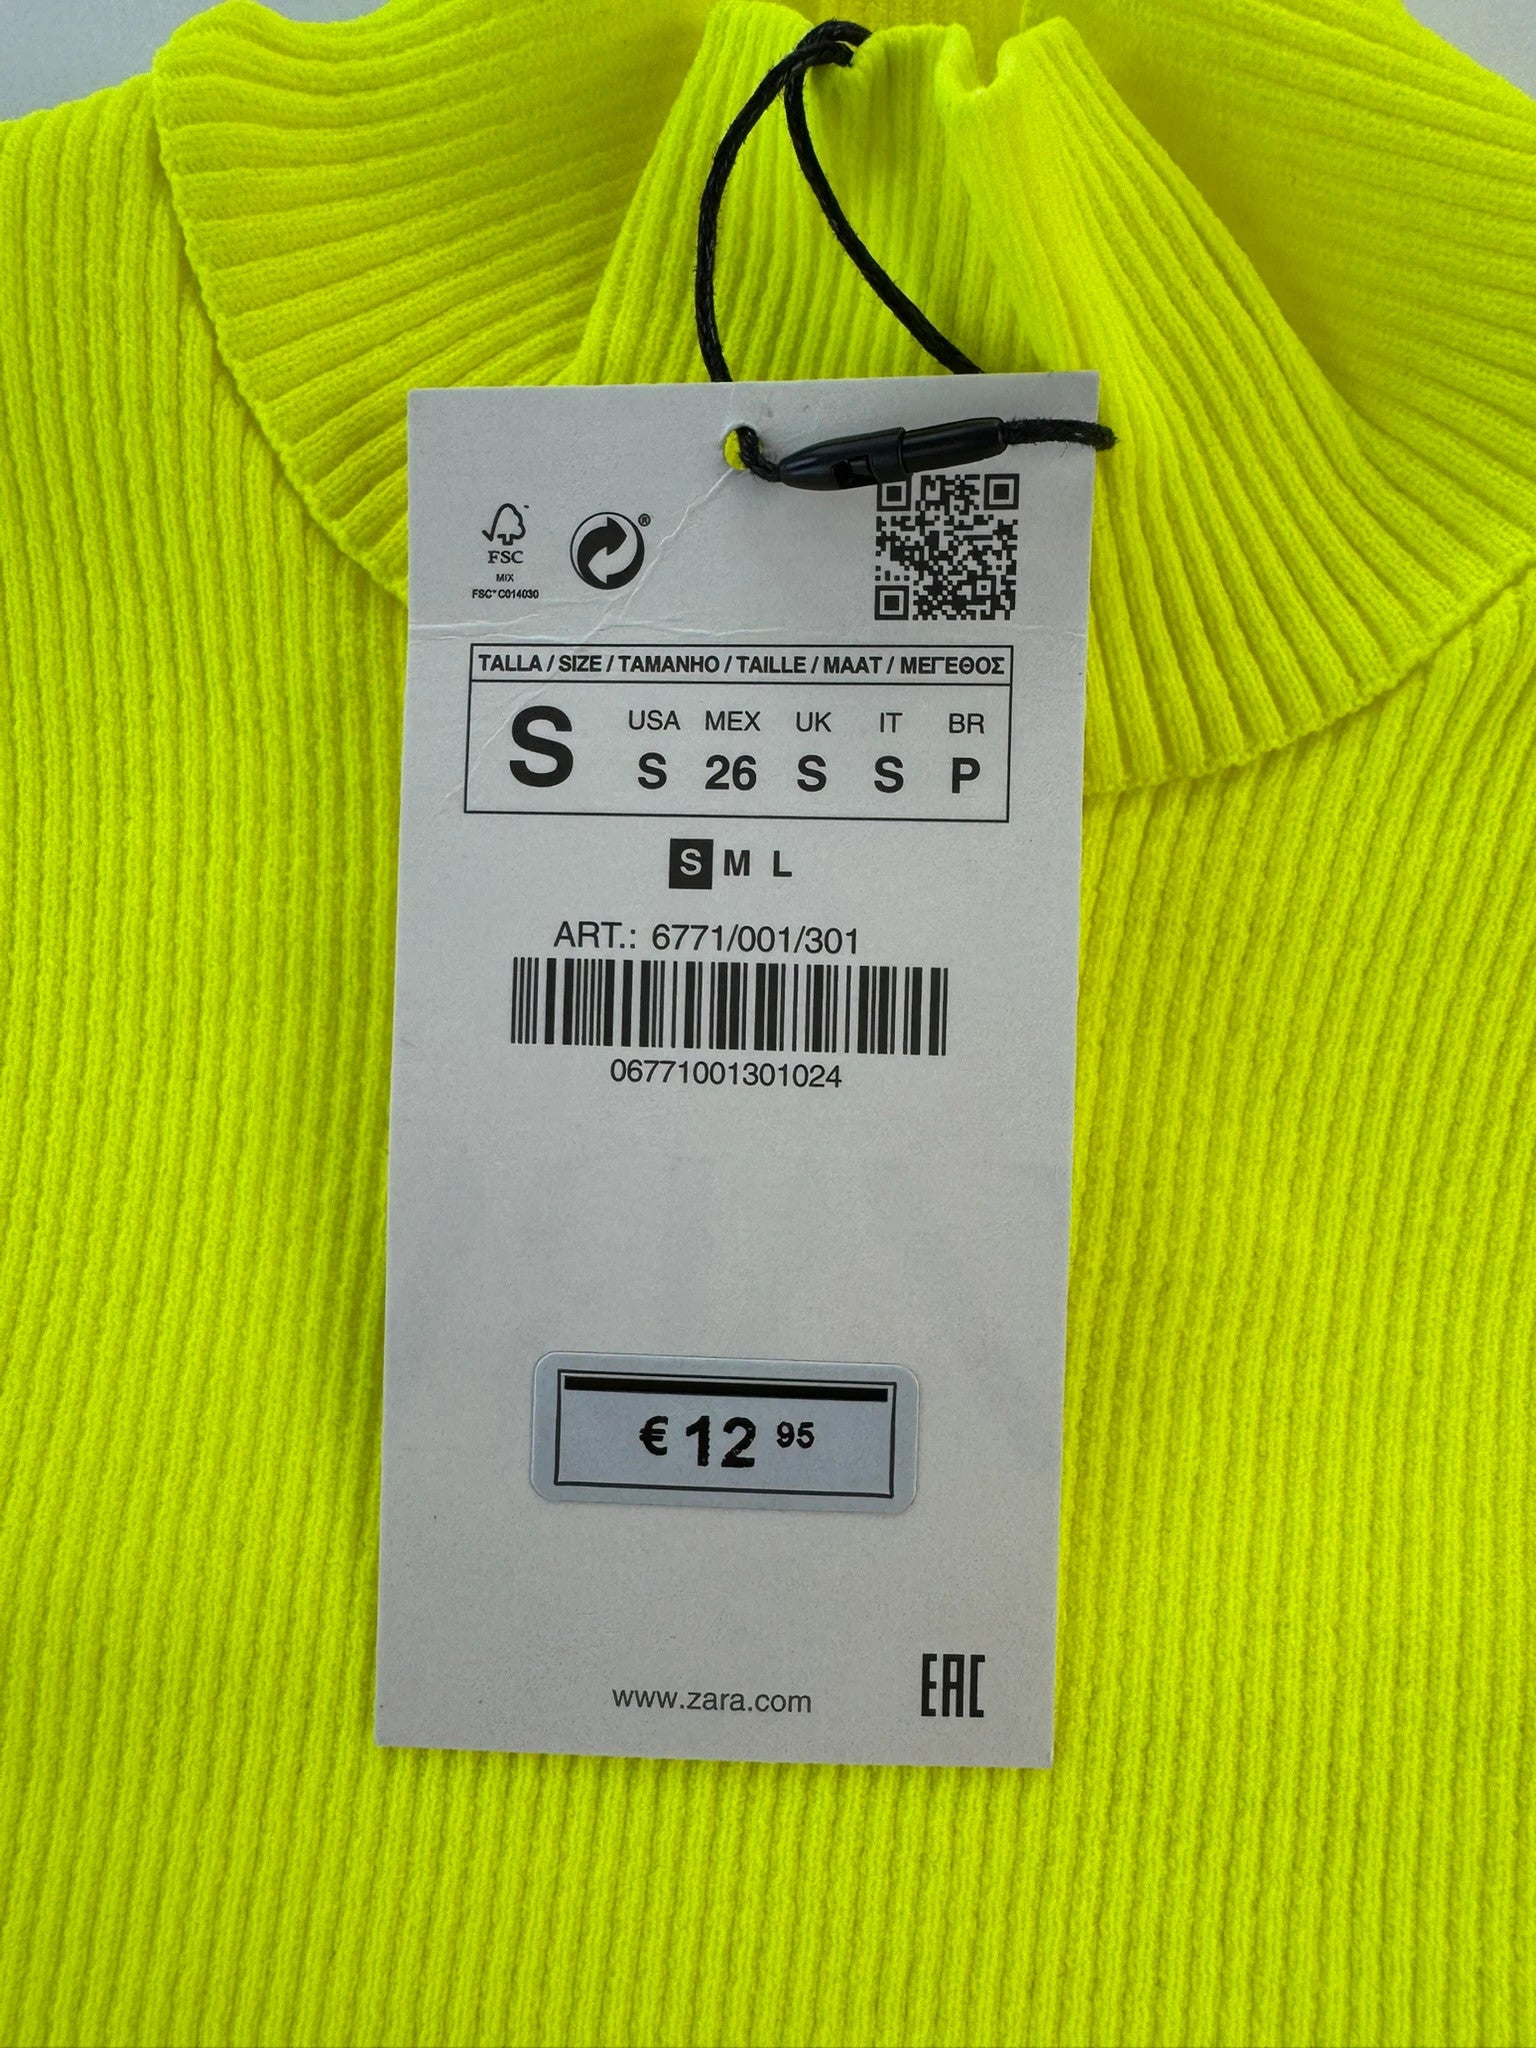 FSC
MIX
FSC® C014030
®
TALLA / SIZE / TAMANHO / TAILLE / MAAT / ΜΕΓΕΘΟΣ
S
USA MEX UK IT BR
S 26 S S P
S M L
ART.: 6771/001/301
06771001301024
€ 12 95
www.zara.com
EAC